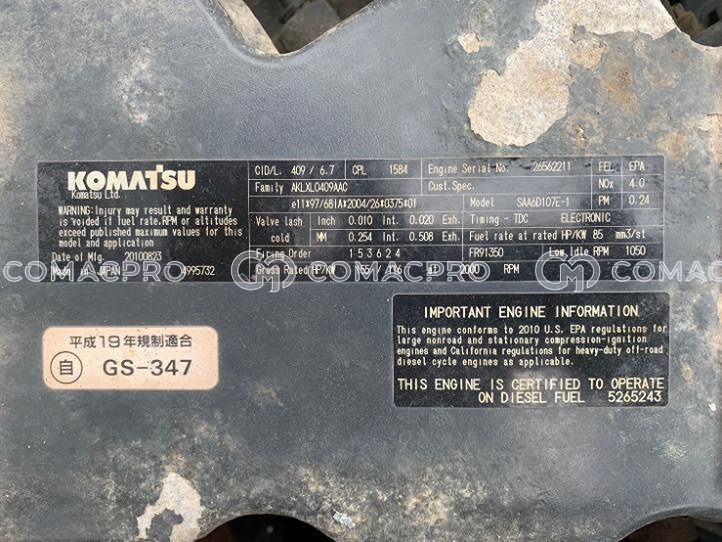 KOMATSU
Komatsu Ltd.
WARNING:Injury may result and warranty
is voided if fuel rate.RPM or altitudes
exceed published maximum values for this
model and application
Date of Mfg. 20100823
Made JAPAN 4995732
CID/L. 409 / 6.7 CPL 1584 Engine Serial No. 26562211 FEL EPA
Family AKLXL0409AAC Cust.Spec. NOx 4.0
e11*97/68IA*2004/26*0375*01 Model SAA6D107E-1 PM 0.24
Valve lash Inch 0.010 Int. 0.020 Exh. Timing - TDC ELECTRONIC
cold MM 0.254 Int. 0.508 Exh. Fuel rate at rated HP/KW 85 mm3/st
Firing Order 153624 FR91350 Low Idle RPM 1050
Gross Rated HP/KW at 2000 RPM
平成19年規制適合
自 GS-347
IMPORTANT ENGINE INFORMATION
This engine conforms to 2010 U.S. EPA regulations for
large nonroad and stationary compression-ignition
engines and California regulations for heavy-duty off-road
diesel cycle engines as applicable.
THIS ENGINE IS CERTIFIED TO OPERATE
ON DIESEL FUEL 5265243
COMACPRO CM COMACPRO CM COMACPRO